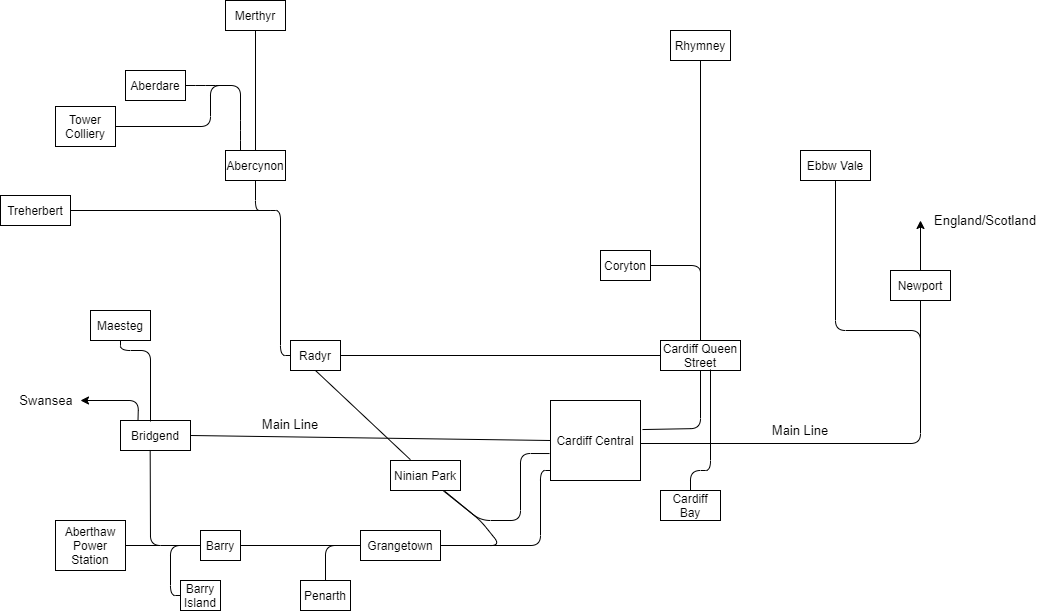 Merthyr
Rhymney
Aberdare
Tower
Colliery
Abercynon
Ebbw Vale
Treherbert
England/Scotland
Coryton
Newport
Maesteg
Radyr
Cardiff Queen
Street
Swansea
Main Line
Main Line
Bridgend
Cardiff Central
Ninian Park
Cardiff
Bay
Aberthaw
Power
Station
Barry
Grangetown
Barry
Island
Penarth